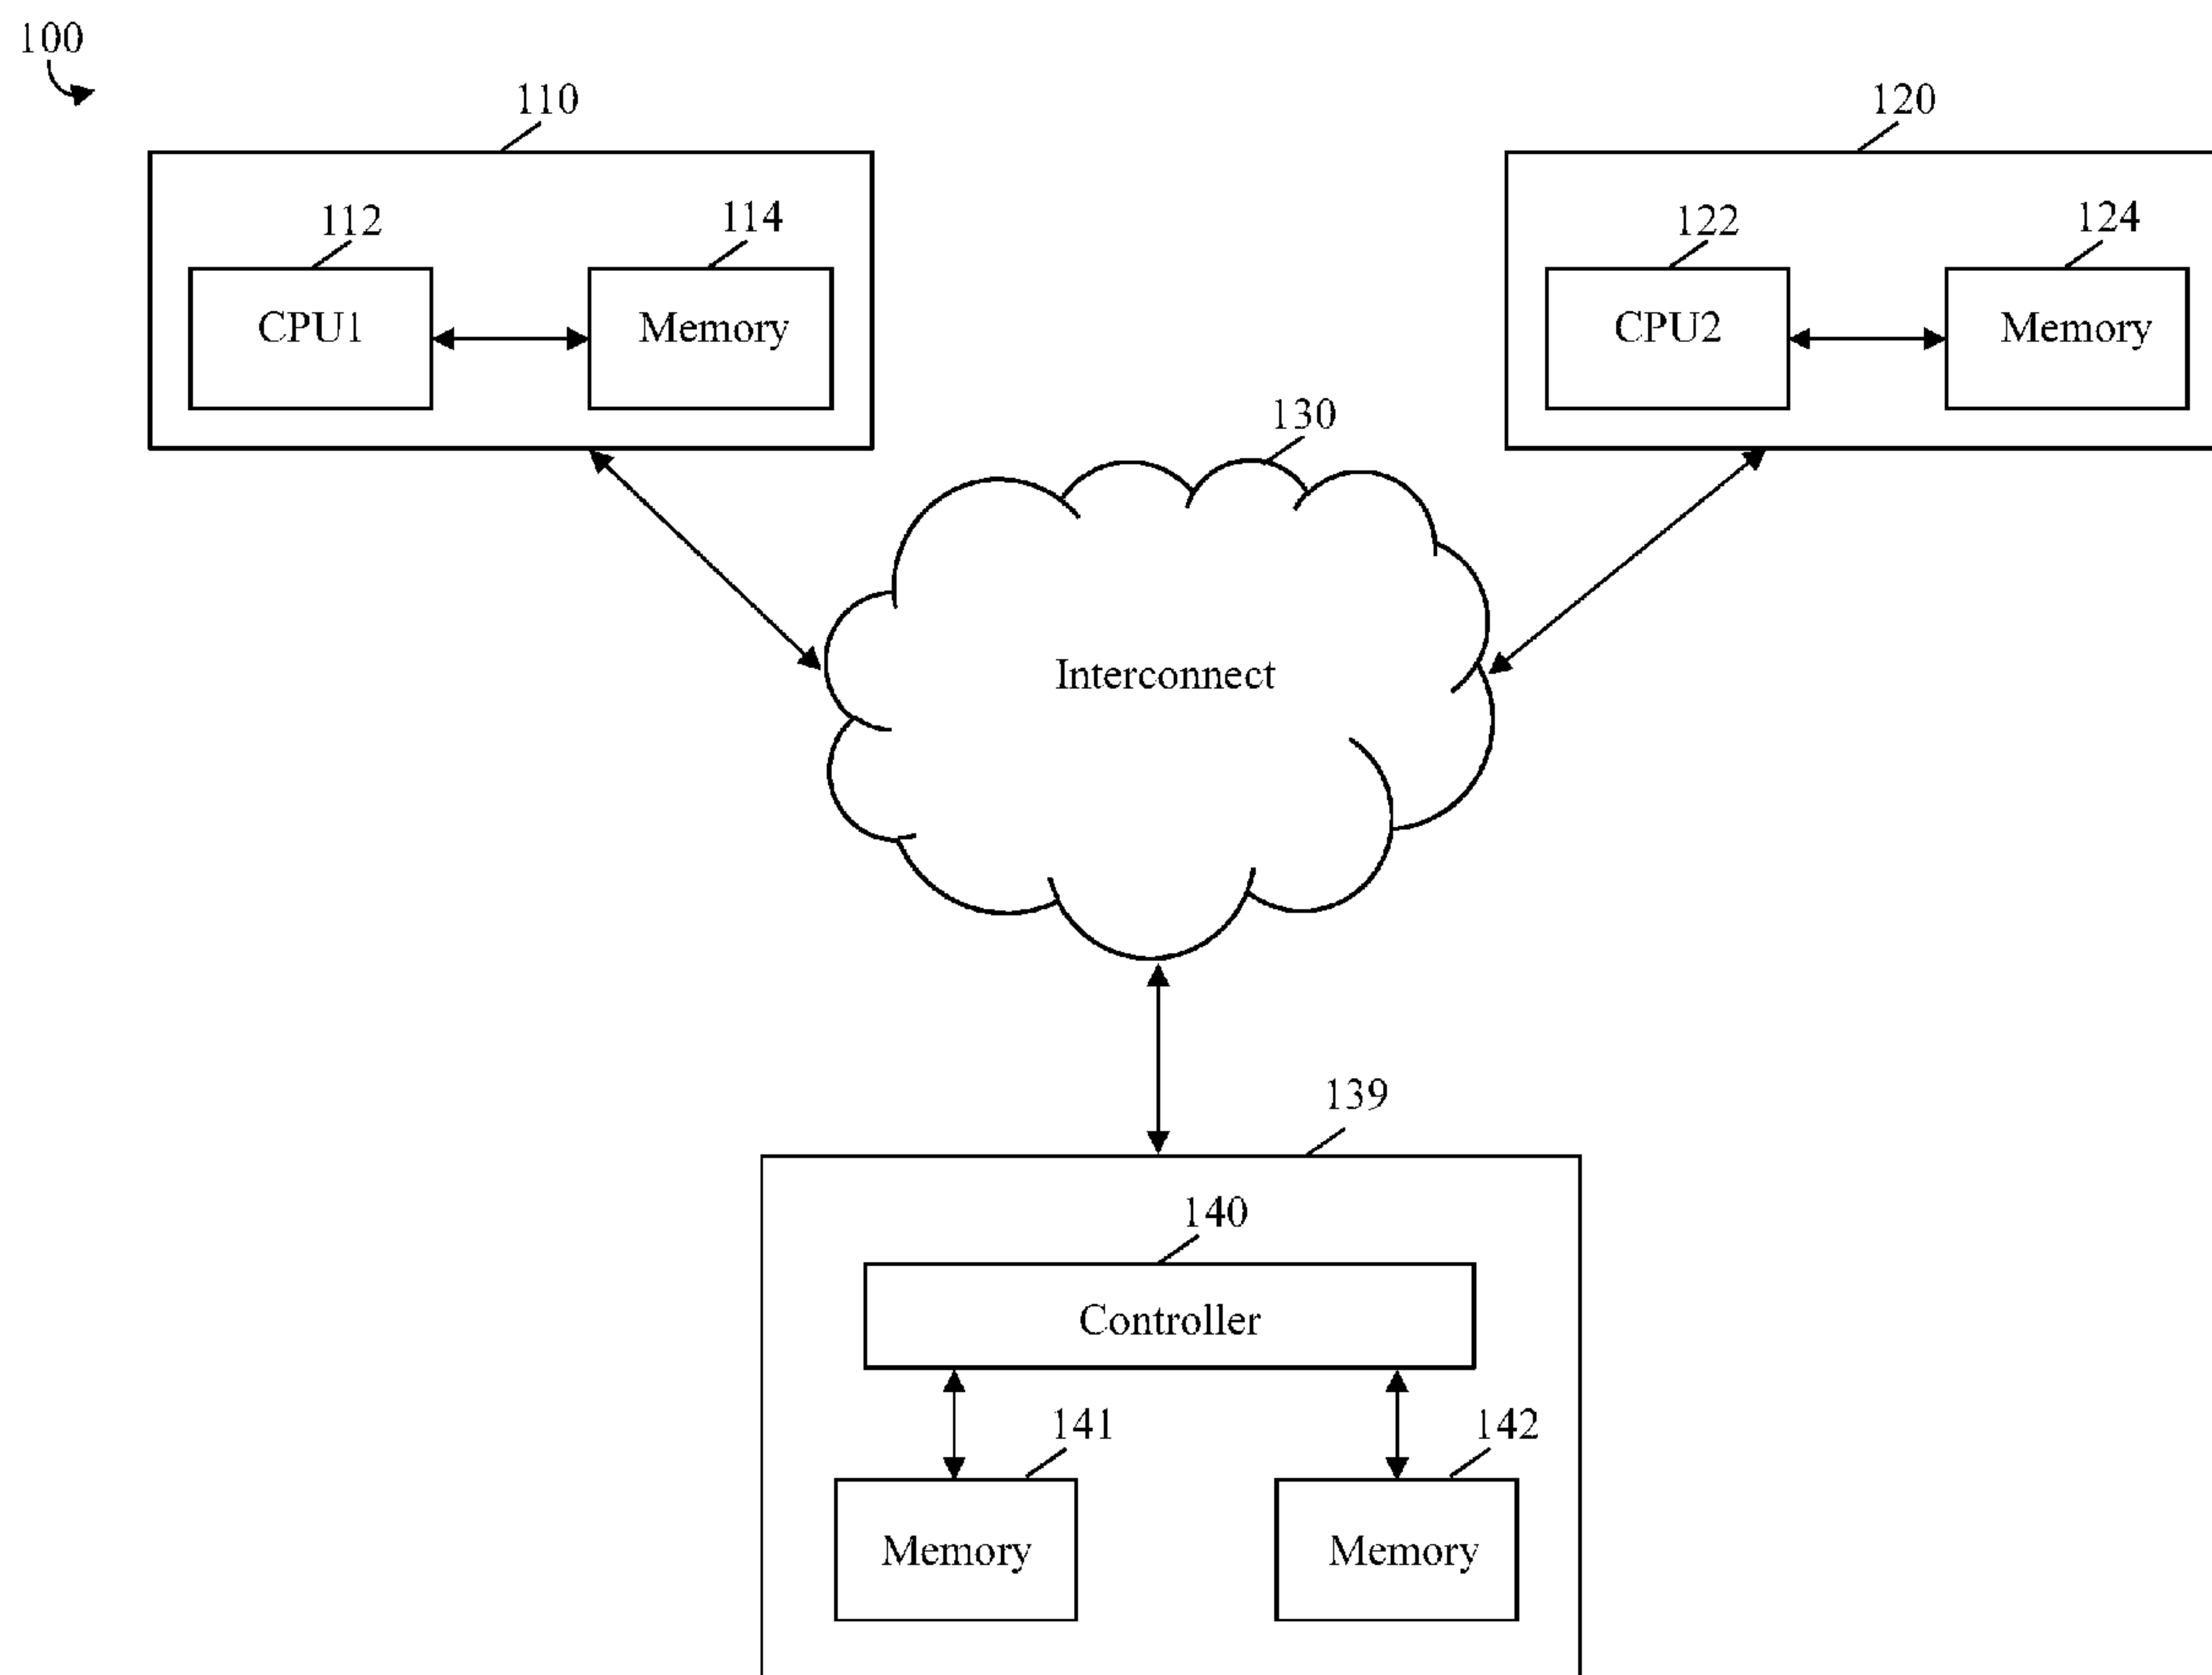 100
110
120
112
114
122
124
CPU1
Memory
CPU2
Memory
130
Interconnect
139
140
Controller
141
142
Memory
Memory